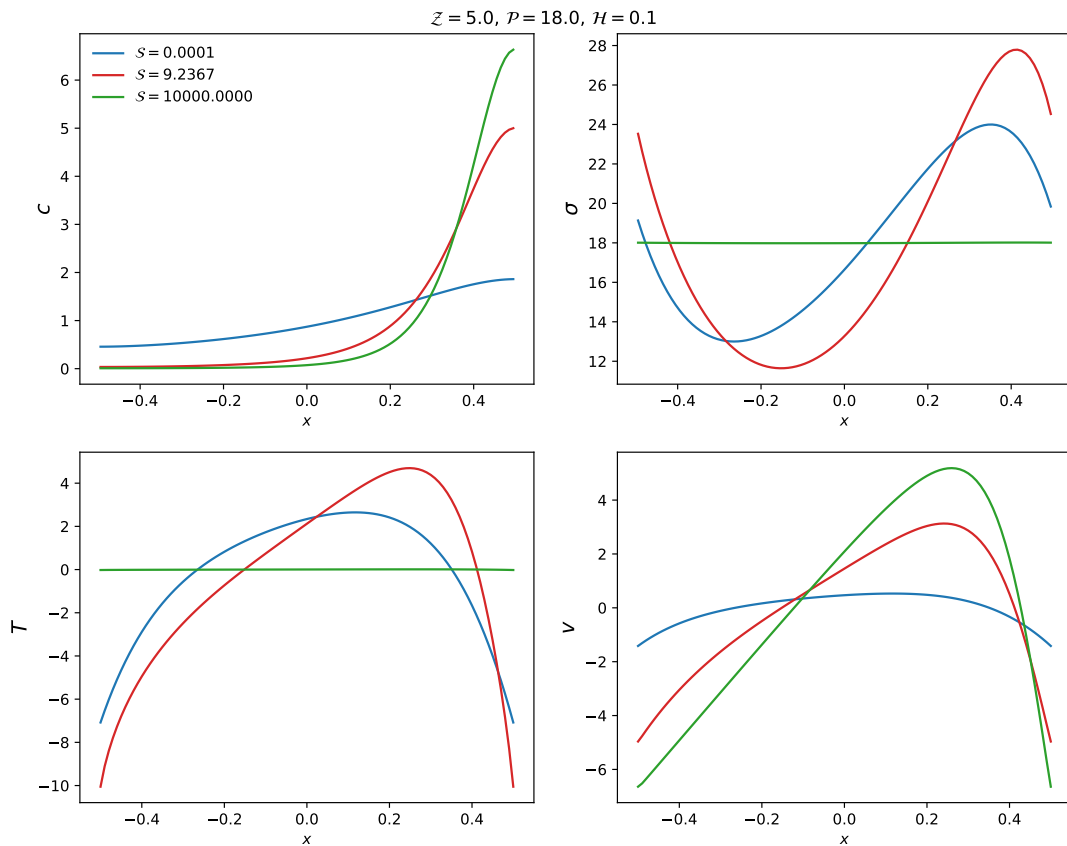 𝒵 = 5.0, 𝒫 = 18.0, ℋ = 0.1
𝒮 = 0.0001
𝒮 = 9.2367
𝒮 = 10000.0000
c
6
5
4
3
2
1
0
−0.4 −0.2 0.0 0.2 0.4
x
σ
28
26
24
22
20
18
16
14
12
−0.4 −0.2 0.0 0.2 0.4
x
T
4
2
0
−2
−4
−6
−8
−10
−0.4 −0.2 0.0 0.2 0.4
x
v
4
2
0
−2
−4
−6
−0.4 −0.2 0.0 0.2 0.4
x